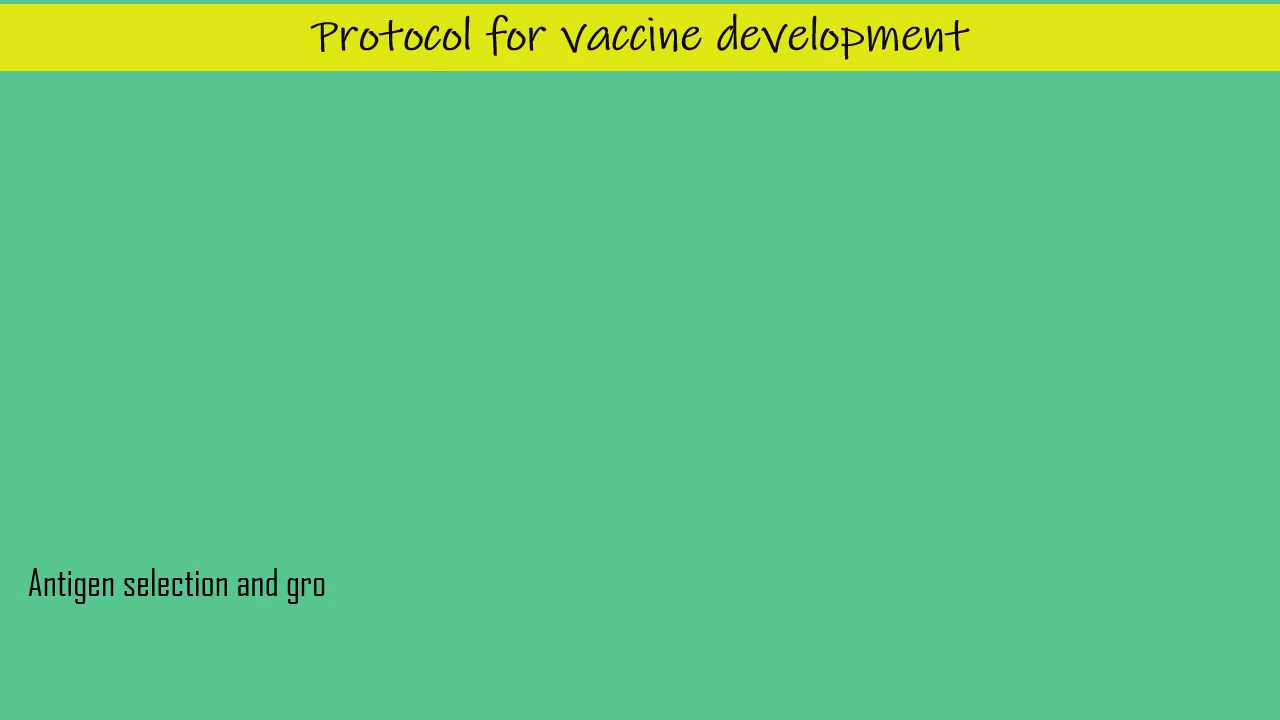 Protocol for vaccine development
Antigen selection and gro